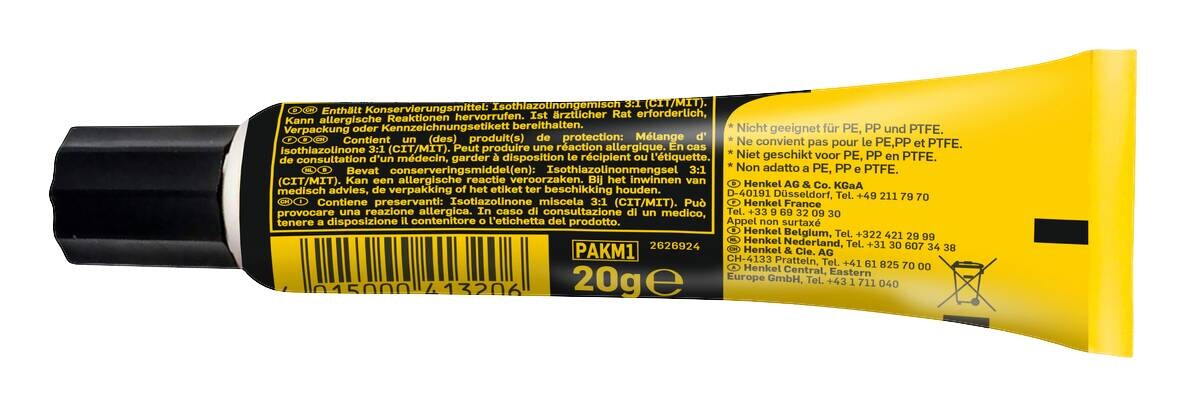 D CH Enthält Konservierungsmittel: Isothiazolinongemisch 3:1 (CIT/MIT).
Kann allergische Reaktionen hervorrufen. Ist ärztlicher Rat erforderlich,
Verpackung oder Kennzeichnungsetikett bereithalten.
F B CH Contient un (des) produit(s) de protection: Mélange d'
isothiazolinone 3:1 (CIT/MIT). Peut produire une réaction allergique. En cas
de consultation d'un médecin, garder à disposition le récipient ou l'étiquette.
NL B Bevat conserveringsmiddel(en): Isothiazolinonmengsel 3:1
(CIT/MIT). Kan een allergische reactie veroorzaken. Bij het inwinnen van
medisch advies, de verpakking of het etiket ter beschikking houden.
CH I Contiene preservanti: Isotiazolinone miscela 3:1 (CIT/MIT). Può
provocare una reazione allergica. In caso di consultazione di un medico,
tenere a disposizione il contenitore o l'etichetta del prodotto.
4 015000 413206
PAKM1 2626924
20g℮
* Nicht geeignet für PE, PP und PTFE.
* Ne convient pas pour le PE,PP et PTFE.
* Niet geschikt voor PE, PP en PTFE.
* Non adatto a PE, PP e PTFE.
D Henkel AG & Co. KGaA
D-40191 Düsseldorf, Tel. +49 211 79 70
F Henkel France
Tel. +33 9 69 32 09 30
Appel non surtaxé
B Henkel Belgium, Tel. +322 421 29 99
NL Henkel Nederland, Tel. +31 30 607 34 38
CH Henkel & Cie. AG
CH-4133 Pratteln, Tel. +41 61 825 70 00
A Henkel Central, Eastern
Europe GmbH, Tel. +43 1 711 040